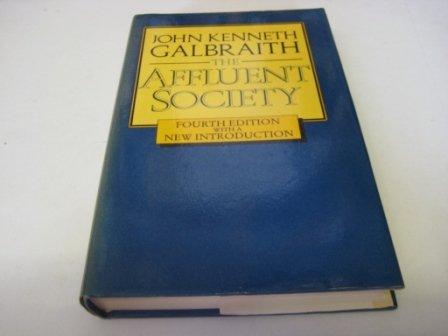 JOHN KENNETH
GALBRAITH
THE
AFFLUENT
SOCIETY
FOURTH EDITION
WITH A
NEW INTRODUCTION